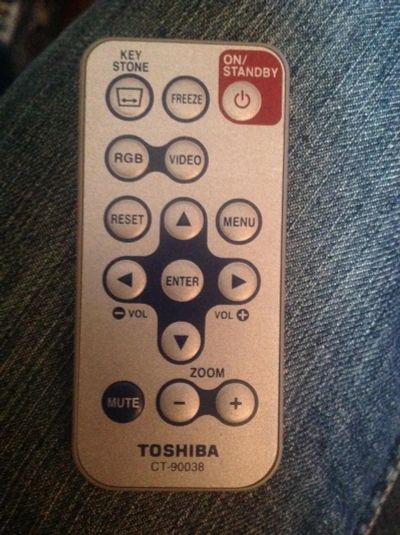 KEY
STONE
ON/
STANDBY
FREEZE
RGB
VIDEO
RESET
MENU
ENTER
VOL
VOL
ZOOM
MUTE
TOSHIBA
CT-90038